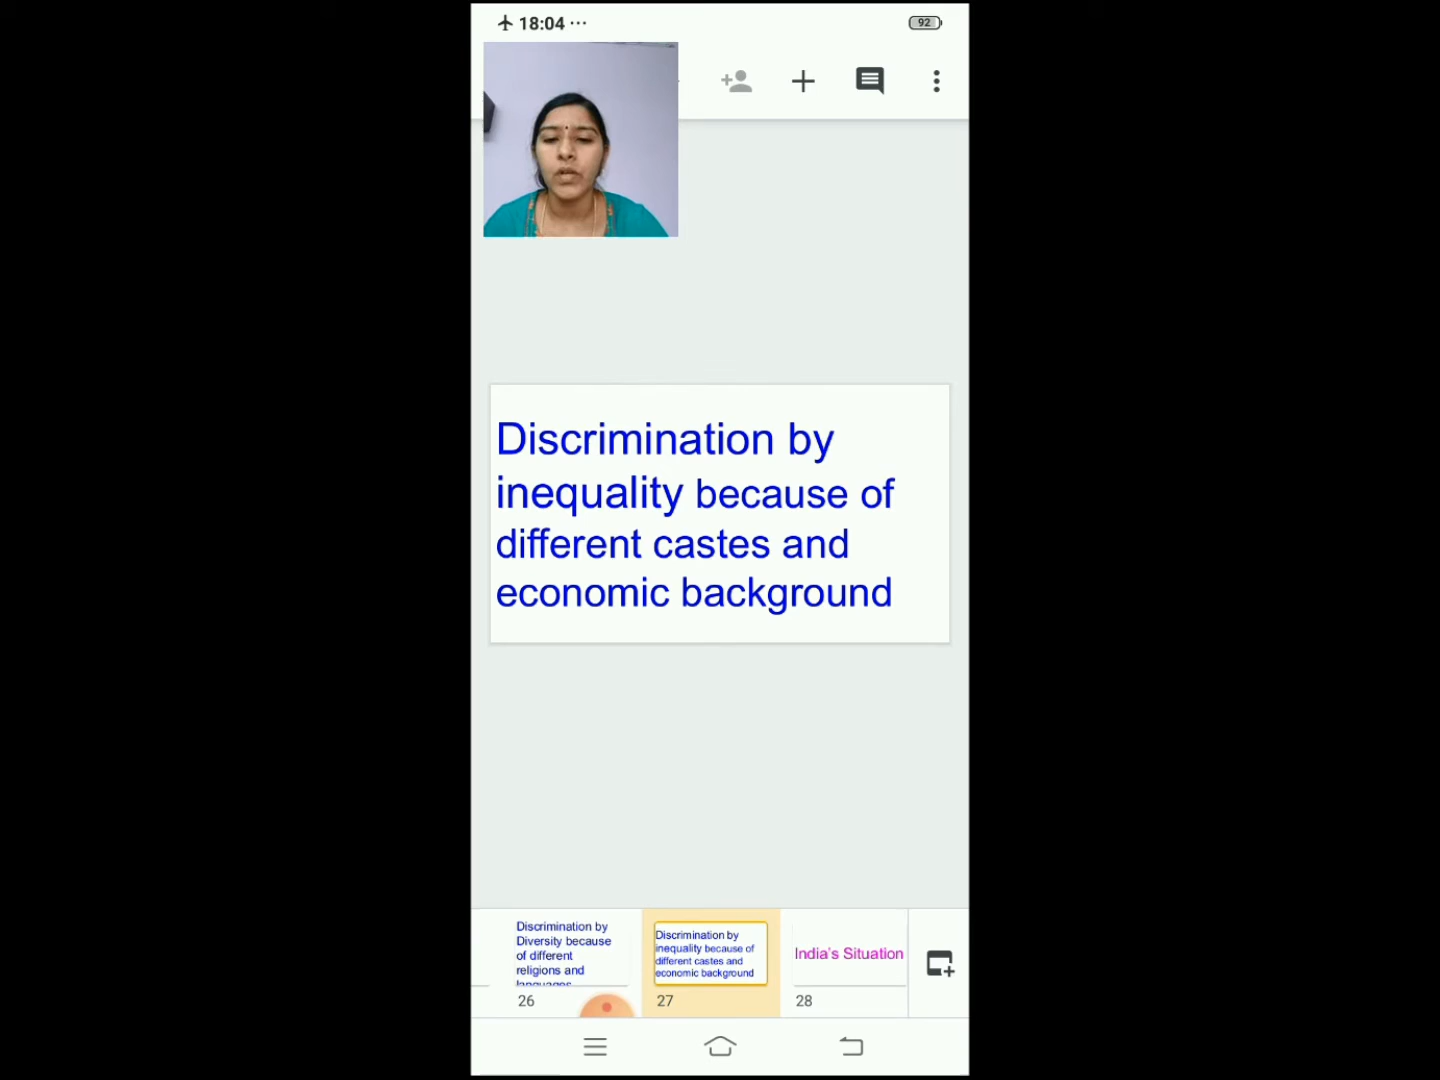 18:04 ...
92
Discrimination by
inequality because of
different castes and
economic background
Discrimination by
Diversity because
of different
religions and
languages
26
Discrimination by
inequality because of
different castes and
economic background
27
India's Situation
28